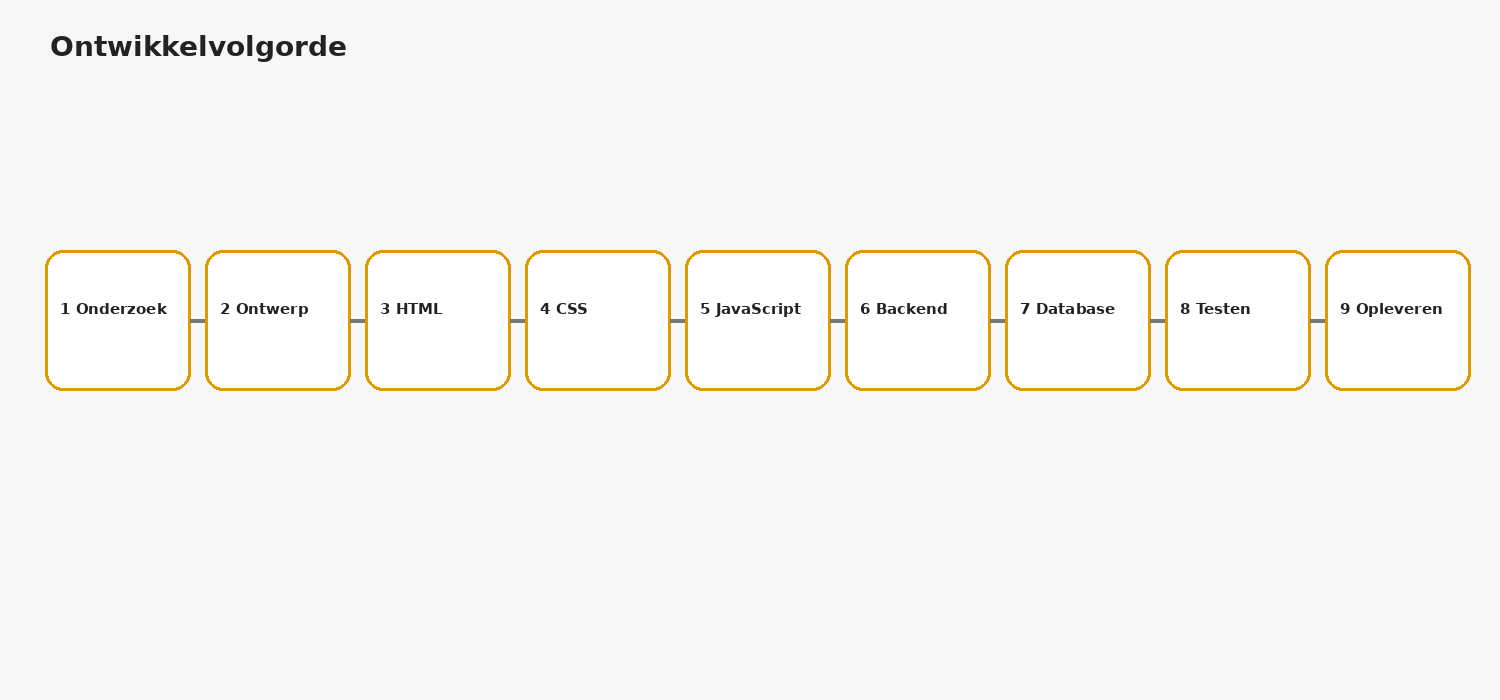 Ontwikkelvolgorde
1 Onderzoek
2 Ontwerp
3 HTML
4 CSS
5 JavaScript
6 Backend
7 Database
8 Testen
9 Opleveren